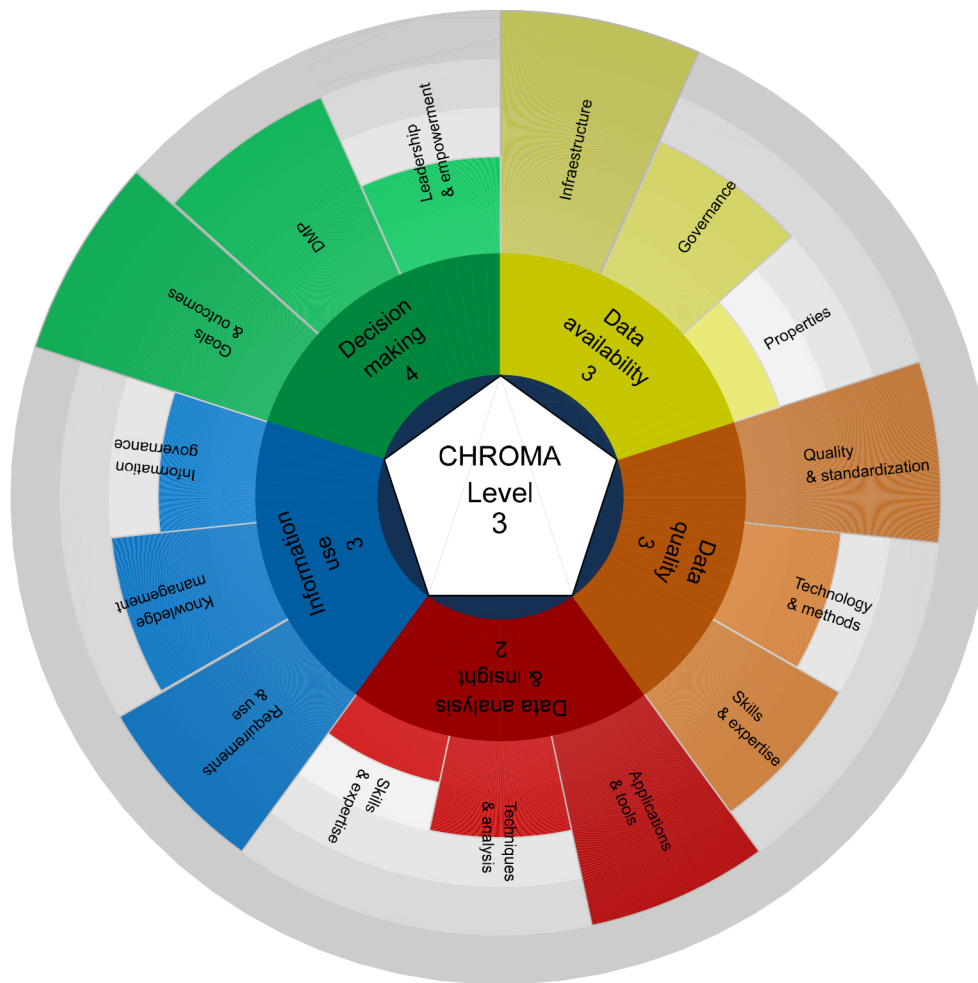 CHROMA
Level
3
Data
availability
3
Infraestructure
Governance
Properties
Data
quality
3
Quality
& standardization
Technology
& methods
Skills
& expertise
Data analysis
& insight
2
Applications
& tools
Techniques
& analysis
Skills
& expertise
Information
use
3
Requirements
& use
Knowledge
management
Information
governance
Decision
making
4
Goals
& outcomes
DMP
Leadership
& empowerment